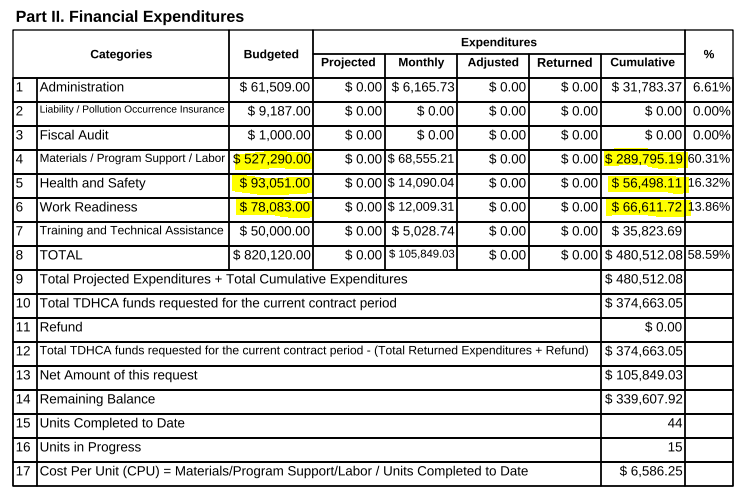 Part II. Financial Expenditures
Categories Budgeted Expenditures %
Projected Monthly Adjusted Returned Cumulative
1 Administration $ 61,509.00 $ 0.00 $ 6,165.73 $ 0.00 $ 0.00 $ 31,783.37 6.61%
2 Liability / Pollution Occurrence Insurance $ 9,187.00 $ 0.00 $ 0.00 $ 0.00 $ 0.00 $ 0.00 0.00%
3 Fiscal Audit $ 1,000.00 $ 0.00 $ 0.00 $ 0.00 $ 0.00 $ 0.00 0.00%
4 Materials / Program Support / Labor $ 527,290.00 $ 0.00 $ 68,555.21 $ 0.00 $ 0.00 $ 289,795.19 60.31%
5 Health and Safety $ 93,051.00 $ 0.00 $ 14,090.04 $ 0.00 $ 0.00 $ 56,498.11 16.32%
6 Work Readiness $ 78,083.00 $ 0.00 $ 12,009.31 $ 0.00 $ 0.00 $ 66,611.72 13.86%
7 Training and Technical Assistance $ 50,000.00 $ 0.00 $ 5,028.74 $ 0.00 $ 0.00 $ 35,823.69
8 TOTAL $ 820,120.00 $ 0.00 $ 105,849.03 $ 0.00 $ 0.00 $ 480,512.08 58.59%
9 Total Projected Expenditures + Total Cumulative Expenditures $ 480,512.08
10 Total TDHCA funds requested for the current contract period $ 374,663.05
11 Refund $ 0.00
12 Total TDHCA funds requested for the current contract period - (Total Returned Expenditures + Refund) $ 374,663.05
13 Net Amount of this request $ 105,849.03
14 Remaining Balance $ 339,607.92
15 Units Completed to Date 44
16 Units in Progress 15
17 Cost Per Unit (CPU) = Materials/Program Support/Labor / Units Completed to Date $ 6,586.25